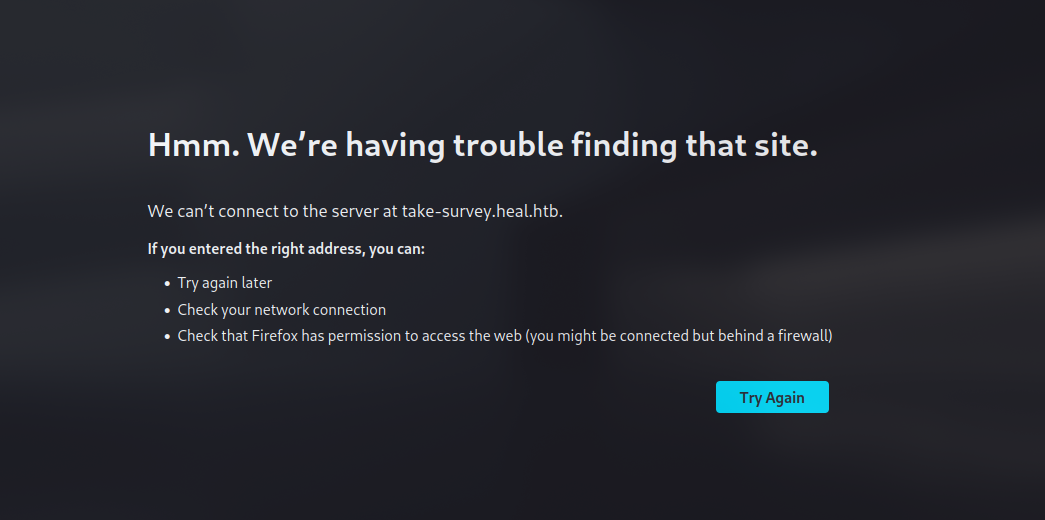 Hmm. We’re having trouble finding that site.
We can’t connect to the server at take-survey.heal.htb.
If you entered the right address, you can:
• Try again later
• Check your network connection
• Check that Firefox has permission to access the web (you might be connected but behind a firewall)
Try Again